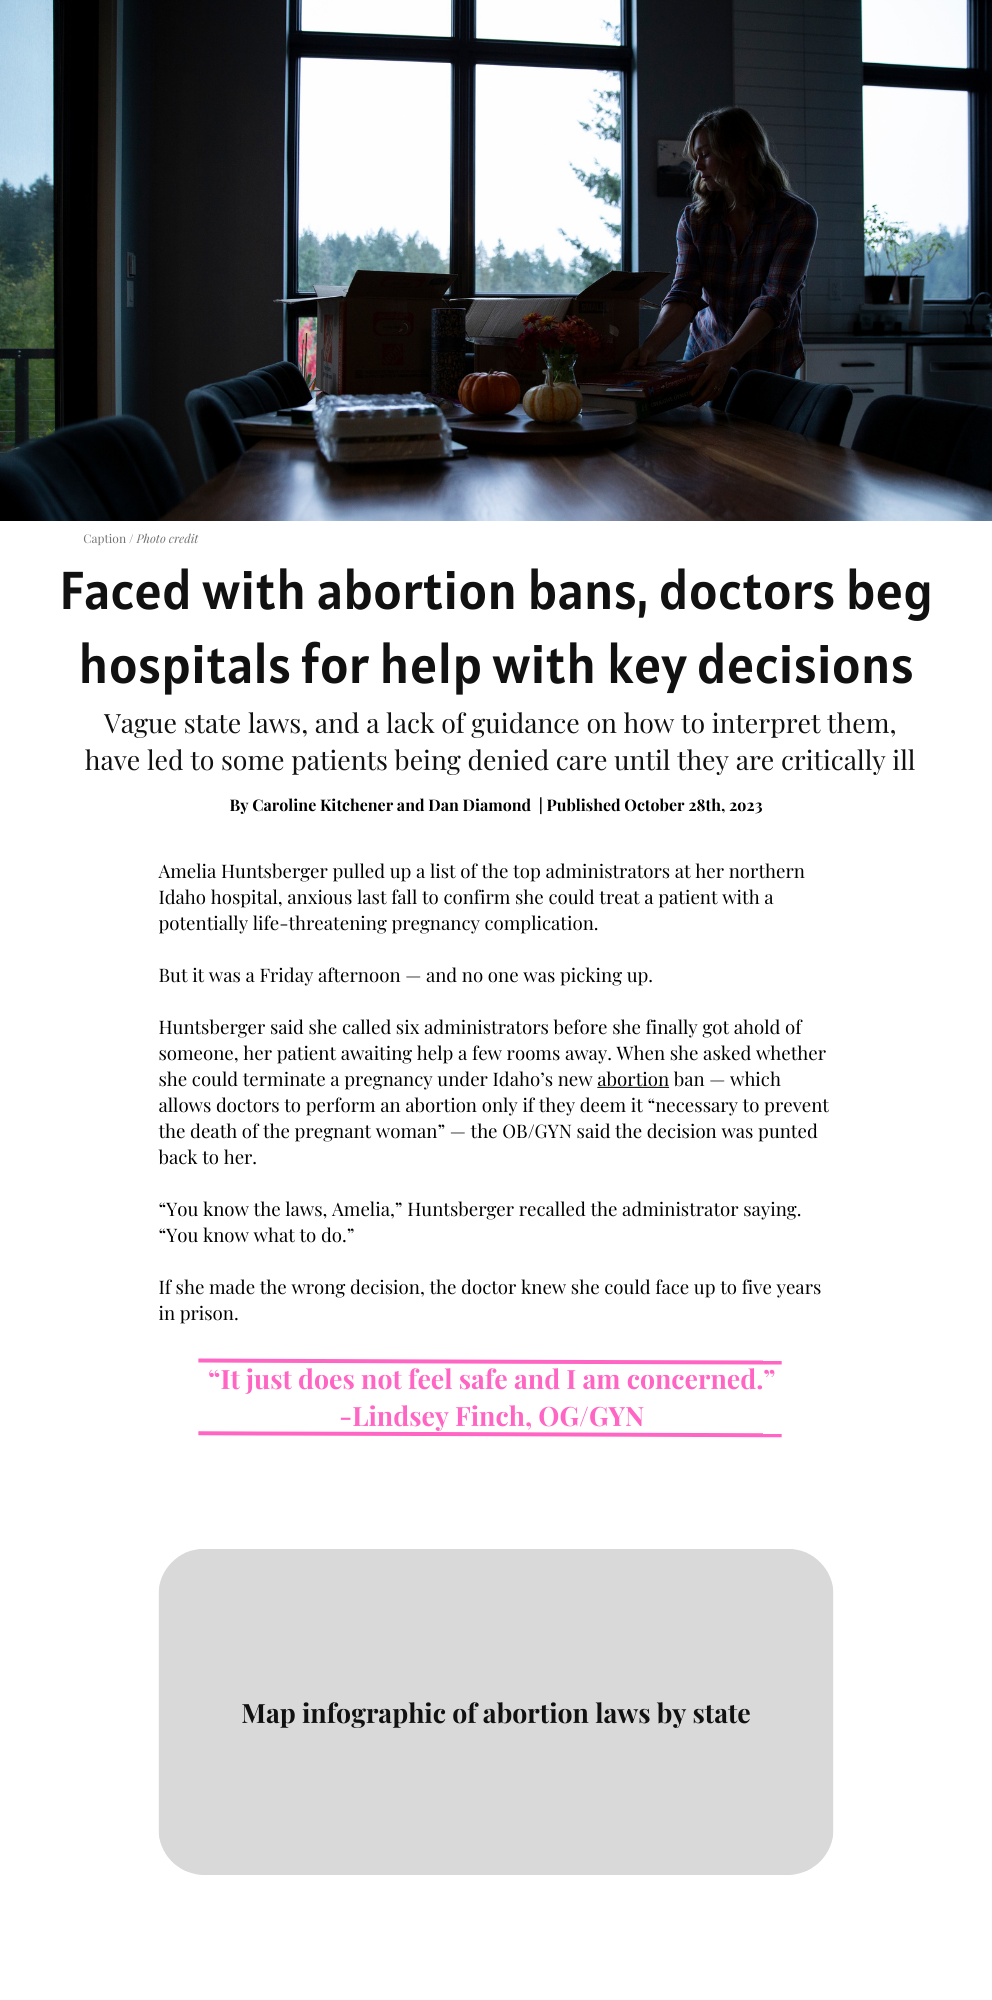 Caption / Photo credit
Faced with abortion bans, doctors beg
hospitals for help with key decisions
Vague state laws, and a lack of guidance on how to interpret them,
have led to some patients being denied care until they are critically ill
By Caroline Kitchener and Dan Diamond | Published October 28th, 2023
Amelia Huntsberger pulled up a list of the top administrators at her northern
Idaho hospital, anxious last fall to confirm she could treat a patient with a
potentially life-threatening pregnancy complication.
But it was a Friday afternoon — and no one was picking up.
Huntsberger said she called six administrators before she finally got ahold of
someone, her patient awaiting help a few rooms away. When she asked whether
she could terminate a pregnancy under Idaho’s new abortion ban — which
allows doctors to perform an abortion only if they deem it “necessary to prevent
the death of the pregnant woman” — the OB/GYN said the decision was punted
back to her.
“You know the laws, Amelia,” Huntsberger recalled the administrator saying.
“You know what to do.”
If she made the wrong decision, the doctor knew she could face up to five years
in prison.
“It just does not feel safe and I am concerned.”
-Lindsey Finch, OG/GYN
Map infographic of abortion laws by state